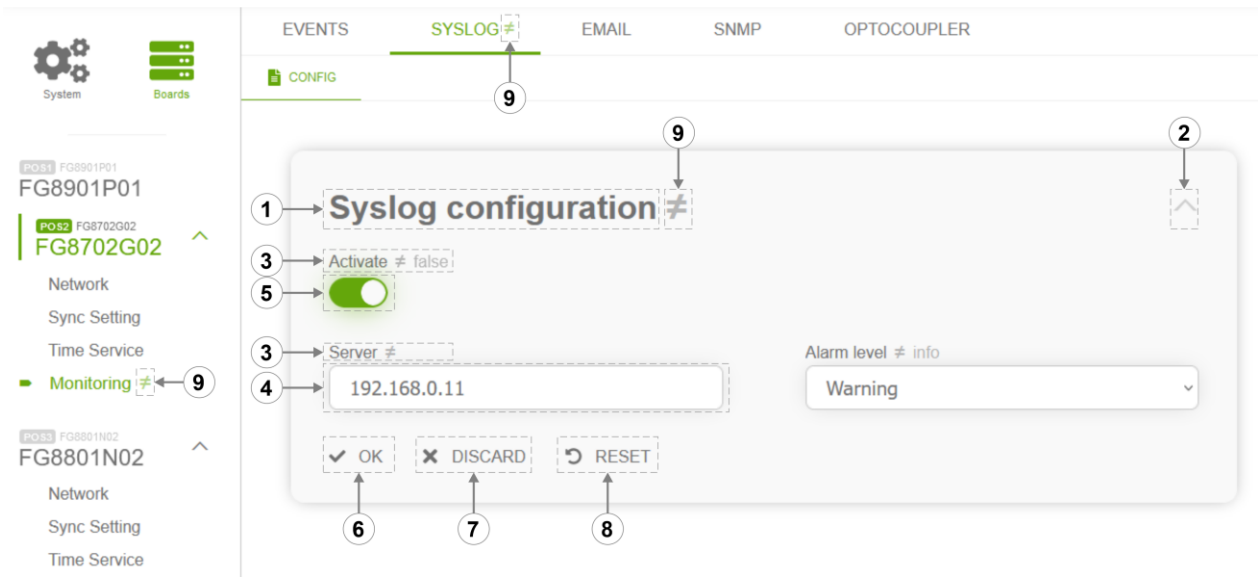 EVENTS SYSLOG ≠ EMAIL SNMP OPTOCOUPLER
System Boards
CONFIG
9
9
2
POS1 FG8901P01
FG8901P01
1 Syslog configuration ≠
POS2 FG8702G02
FG8702G02
3 Activate ≠ false
5
Network
Sync Setting
Time Service
3 Server ≠ Alarm level ≠ info
Monitoring ≠ 9
4 192.168.0.11 Warning
POS3 FG8801N02
FG8801N02
OK DISCARD RESET
Network
6 7 8
Sync Setting
Time Service